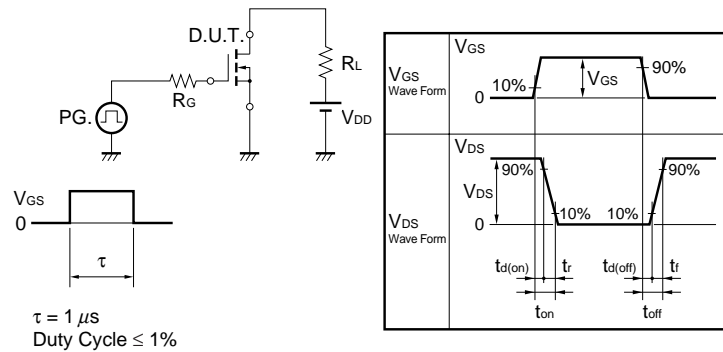 D.U.T.
RG
PG.
RL
VDD
VGS
0
τ
τ = 1 μs
Duty Cycle ≤ 1%
VGS
Wave Form
VGS
10%
0
VGS
90%
VDS
Wave Form
VDS
90%
VDS
0
10%
10%
90%
td(on)
tr
td(off)
tf
ton
toff